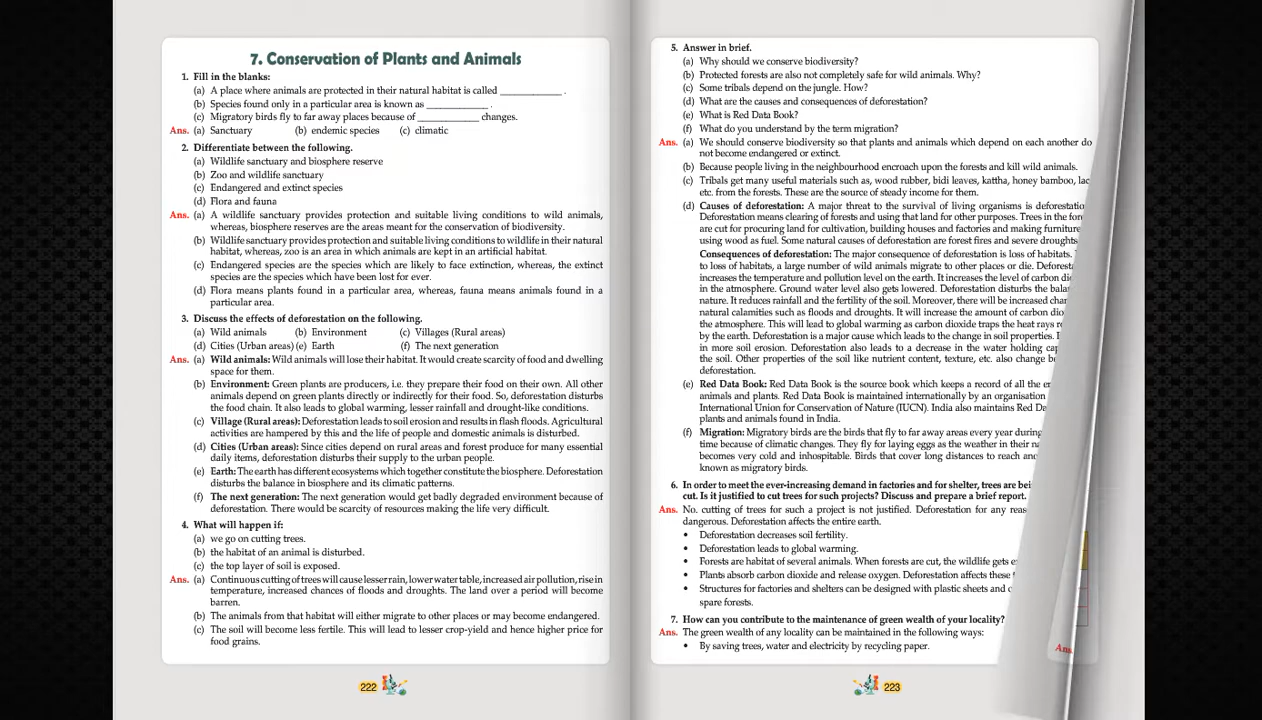 7. Conservation of Plants and Animals
1. Fill in the blanks:
(a) A place where animals are protected in their natural habitat is called _____________ .
(b) Species found only in a particular area is known as _____________ .
(c) Migratory birds fly to far away places because of _____________ changes.
Ans. (a) Sanctuary (b) endemic species (c) climatic
2. Differentiate between the following.
(a) Wildlife sanctuary and biosphere reserve
(b) Zoo and wildlife sanctuary
(c) Endangered and extinct species
(d) Flora and fauna
Ans. (a) A wildlife sanctuary provides protection and suitable living conditions to wild animals,
whereas, biosphere reserves are the areas meant for the conservation of biodiversity.
(b) Wildlife sanctuary provides protection and suitable living conditions to wildlife in their natural
habitat, whereas, zoo is an area in which animals are kept in an artificial habitat.
(c) Endangered species are the species which are likely to face extinction, whereas, the extinct
species are the species which have been lost for ever.
(d) Flora means plants found in a particular area, whereas, fauna means animals found in a
particular area.
3. Discuss the effects of deforestation on the following.
(a) Wild animals (b) Environment (c) Villages (Rural areas)
(d) Cities (Urban areas) (e) Earth (f) The next generation
Ans. (a) Wild animals: Wild animals will lose their habitat. It would create scarcity of food and dwelling
space for them.
(b) Environment: Green plants are producers, i.e. they prepare their food on their own. All other
animals depend on green plants directly or indirectly for their food. So, deforestation disturbs
the food chain. It also leads to global warming, lesser rainfall and drought-like conditions.
(c) Village (Rural areas): Deforestation leads to soil erosion and results in flash floods. Agricultural
activities are hampered by this and the life of people and domestic animals is disturbed.
(d) Cities (Urban areas): Since cities depend on rural areas and forest produce for many essential
daily items, deforestation disturbs their supply to the urban people.
(e) Earth: The earth has different ecosystems which together constitute the biosphere. Deforestation
disturbs the balance in biosphere and its climatic patterns.
(f) The next generation: The next generation would get badly degraded environment because of
deforestation. There would be scarcity of resources making the life very difficult.
4. What will happen if:
(a) we go on cutting trees.
(b) the habitat of an animal is disturbed.
(c) the top layer of soil is exposed.
Ans. (a) Continuous cutting of trees will cause lesser rain, lower water table, increased air pollution, rise in
temperature, increased chances of floods and droughts. The land over a period will become
barren.
(b) The animals from that habitat will either migrate to other places or may become endangered.
(c) The soil will become less fertile. This will lead to lesser crop-yield and hence higher price for
food grains.
222
5. Answer in brief.
(a) Why should we conserve biodiversity?
(b) Protected forests are also not completely safe for wild animals. Why?
(c) Some tribals depend on the jungle. How?
(d) What are the causes and consequences of deforestation?
(e) What is Red Data Book?
(f) What do you understand by the term migration?
Ans. (a) We should conserve biodiversity so that plants and animals which depend on each another do
not become endangered or extinct.
(b) Because people living in the neighbourhood encroach upon the forests and kill wild animals.
(c) Tribals get many useful materials such as, wood rubber, bidi leaves, kattha, honey bamboo, lac
etc. from the forests. These are the source of steady income for them.
(d) Causes of deforestation: A major threat to the survival of living organisms is
Deforestation means clearing of forests and using that land for other purposes. Trees in the
are cut for procuring land for cultivation, building houses and factories and making furniture
using wood as fuel. Some natural causes of deforestation are forest fires and severe droughts
Consequences of deforestation: The major consequence of deforestation is loss of habitats.
to loss of habitats, a large number of wild animals migrate to other places or die.
increases the temperature and pollution level on the earth. It increases the level of carbon
in the atmosphere. Ground water level also gets lowered. Deforestation disturbs the
nature. It reduces rainfall and the fertility of the soil. Moreover, there will be increased
natural calamities such as floods and droughts. It will increase the amount of carbon
the atmosphere. This will lead to global warming as carbon dioxide traps the heat rays
by the earth. Deforestation is a major cause which leads to the change in soil properties.
in more soil erosion. Deforestation also leads to a decrease in the water holding
the soil. Other properties of the soil like nutrient content, texture, etc. also change
deforestation.
(e) Red Data Book: Red Data Book is the source book which keeps a record of all the
animals and plants. Red Data Book is maintained internationally by an organisation
International Union for Conservation of Nature (IUCN). India also maintains Red
plants and animals found in India.
(f) Migration: Migratory birds are the birds that fly to far away areas every year during
time because of climatic changes. They fly for laying eggs as the weather in their
becomes very cold and inhospitable. Birds that cover long distances to reach
known as migratory birds.
6. In order to meet the ever-increasing demand in factories and for shelter, trees are
cut. Is it justified to cut trees for such projects? Discuss and prepare a brief report.
Ans. No. cutting of trees for such a project is not justified. Deforestation for any
dangerous. Deforestation affects the entire earth.
• Deforestation decreases soil fertility.
• Deforestation leads to global warming.
• Forests are habitat of several animals. When forests are cut, the wildlife gets
• Plants absorb carbon dioxide and release oxygen. Deforestation affects these
• Structures for factories and shelters can be designed with plastic sheets and
spare forests.
7. How can you contribute to the maintenance of green wealth of your locality?
Ans. The green wealth of any locality can be maintained in the following ways:
• By saving trees, water and electricity by recycling paper.
223
Ans.